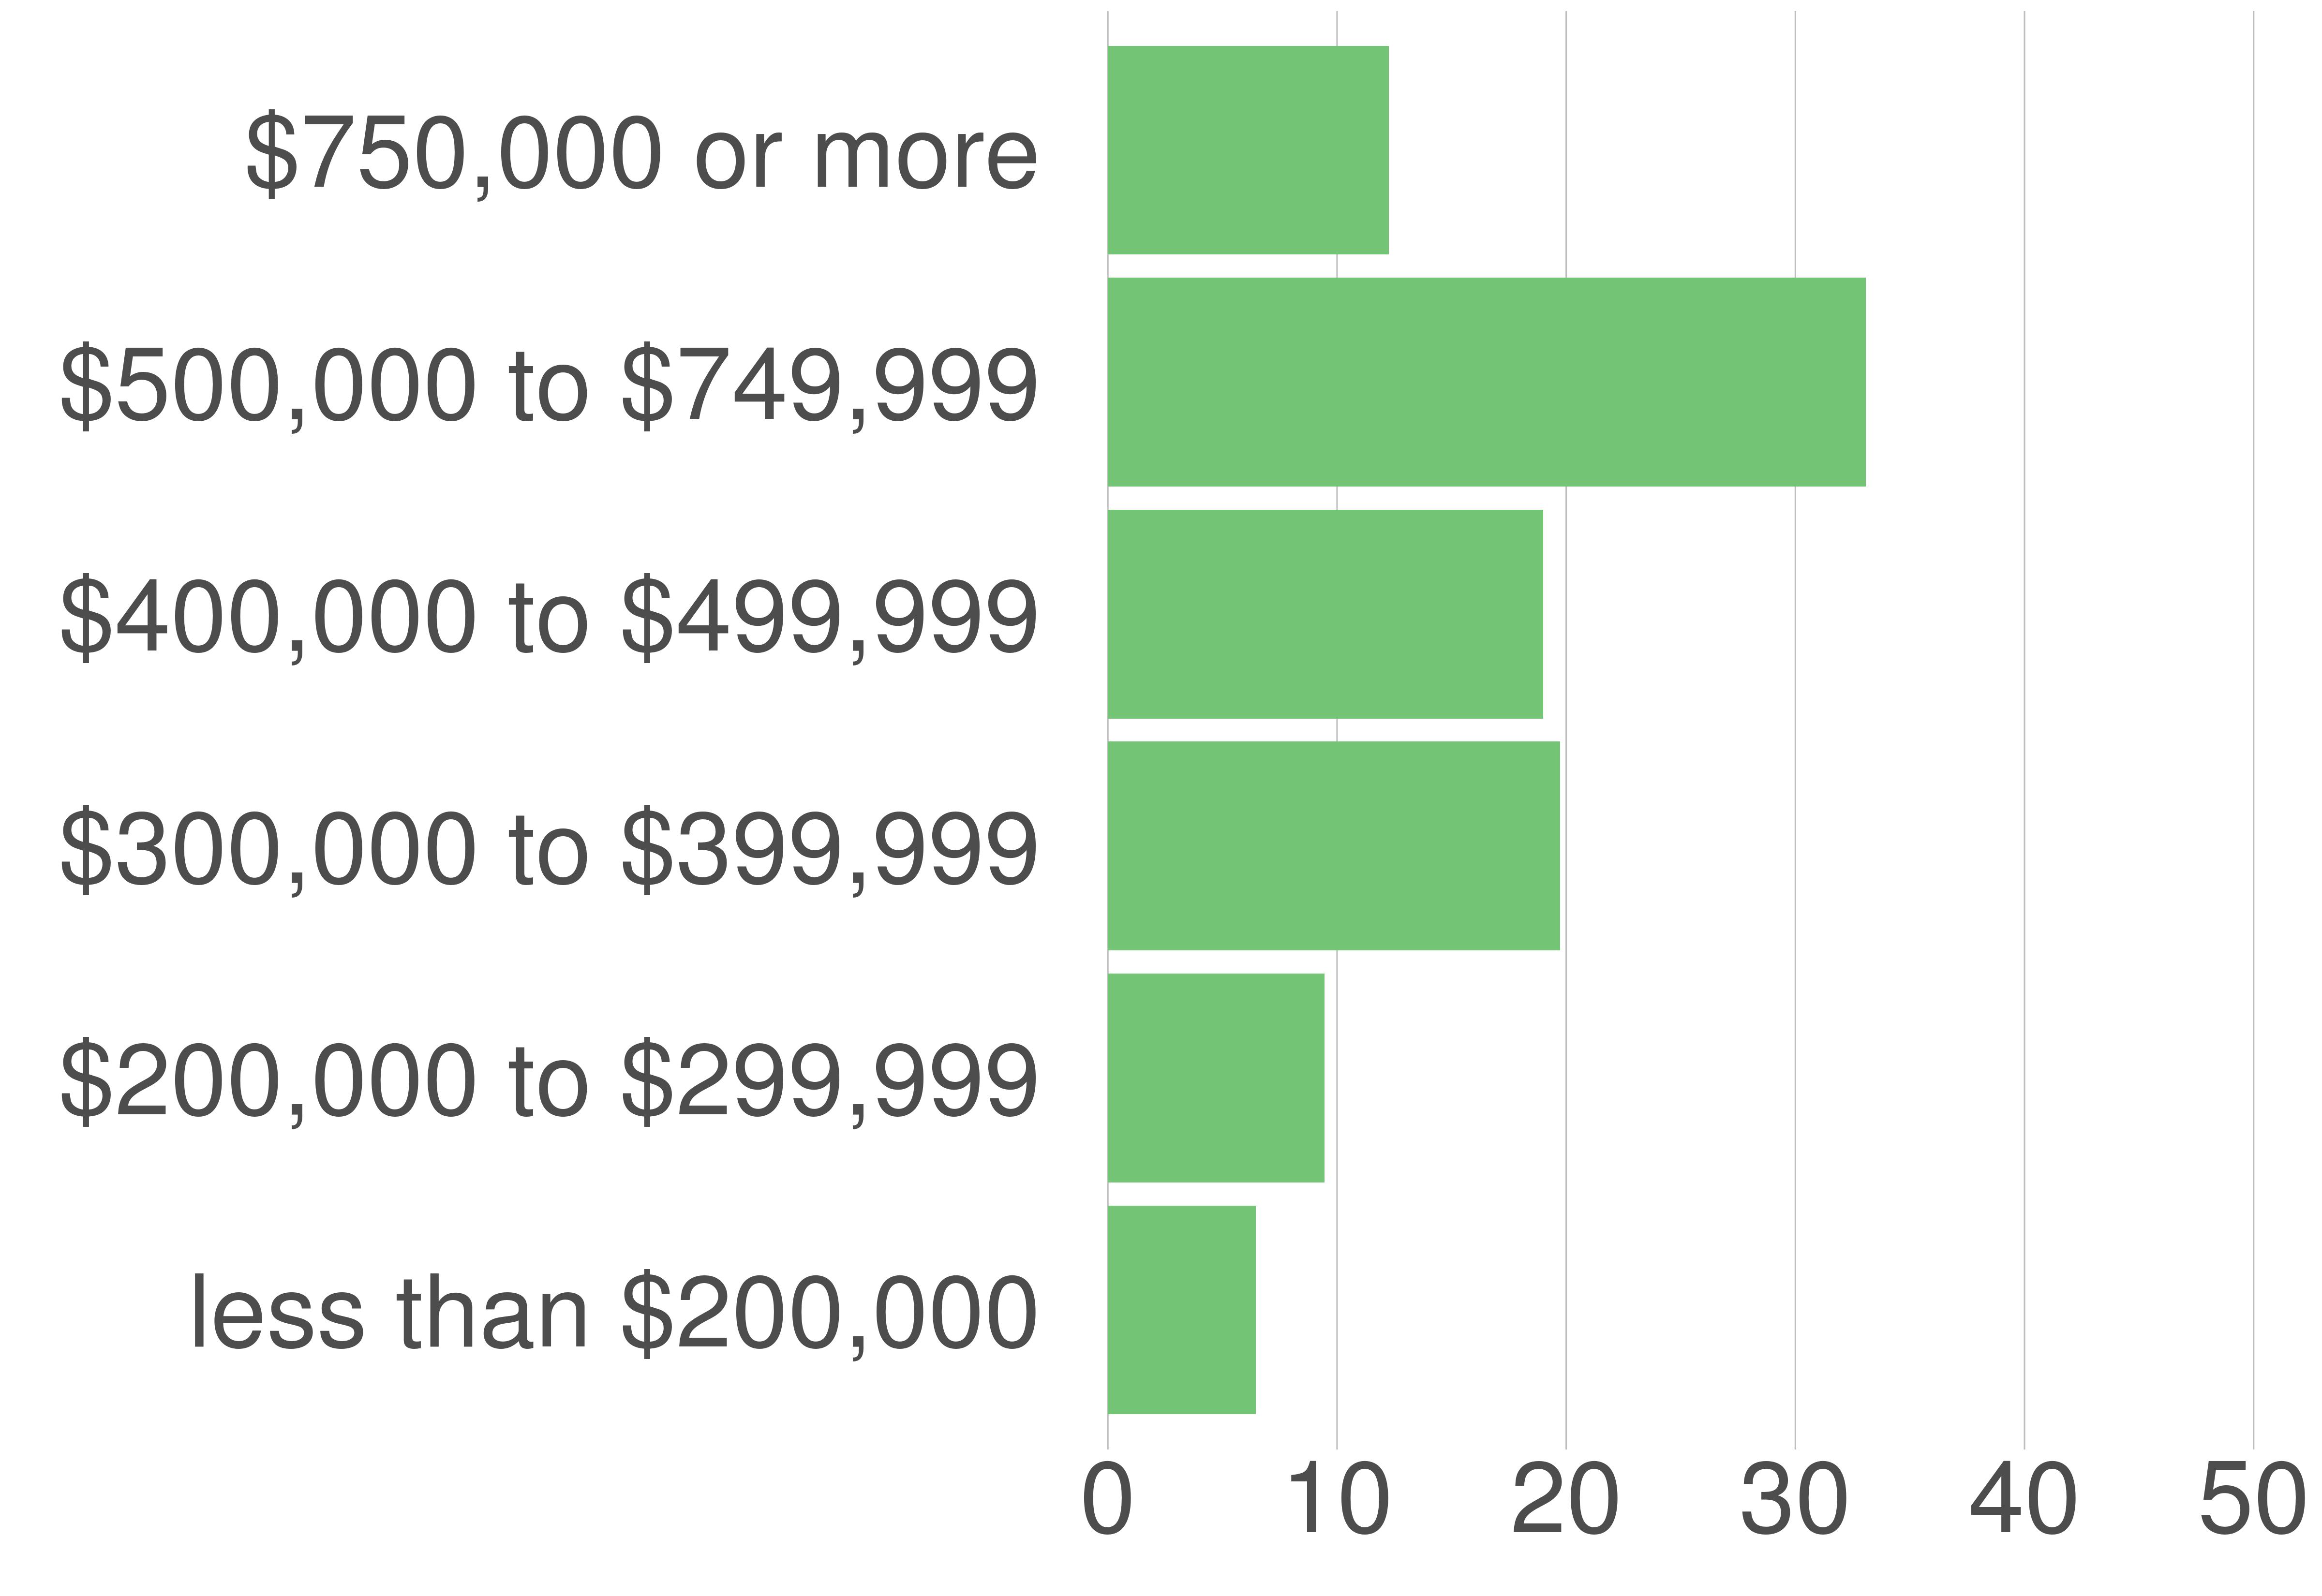 $750,000 or more
$500,000 to $749,999
$400,000 to $499,999
$300,000 to $399,999
$200,000 to $299,999
less than $200,000
0 10 20 30 40 50